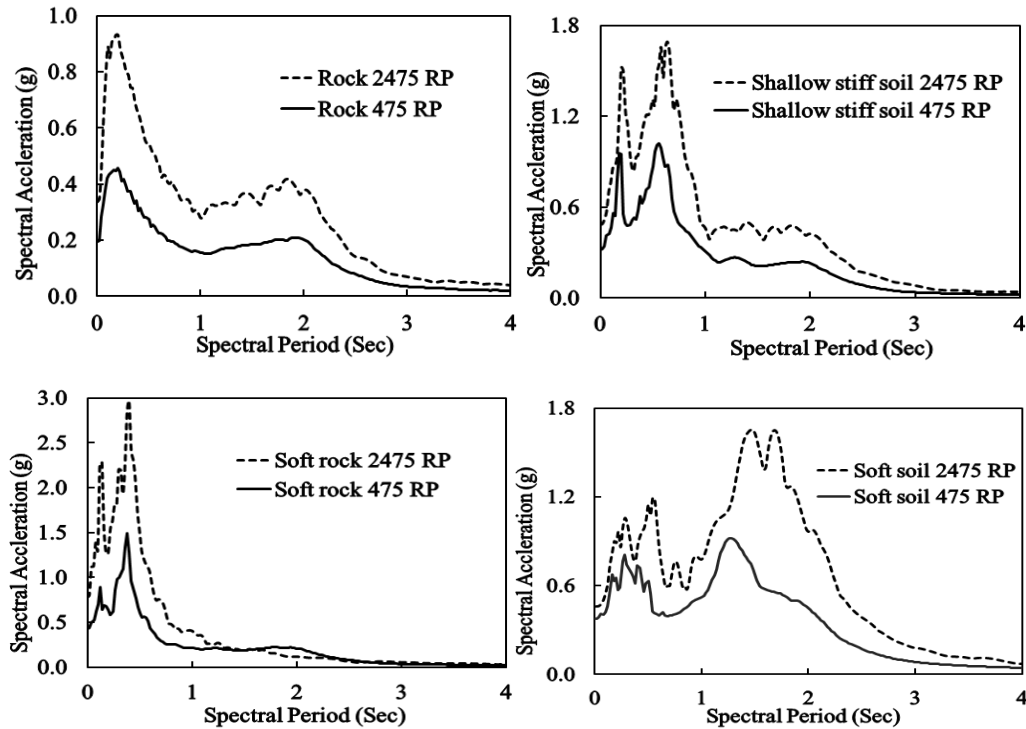 1.0
0.8
0.6
0.4
0.2
0.0
Spectral Accleration (g)
Rock 2475 RP
Rock 475 RP
0 1 2 3 4
Spectral Period (Sec)
1.8
1.2
0.6
0.0
Spectral Accleration (g)
Shallow stiff soil 2475 RP
Shallow stiff soil 475 RP
0 1 2 3 4
Spectral Period (Sec)
3.0
2.5
2.0
1.5
1.0
0.5
0.0
Spectral Accleration (g)
Soft rock 2475 RP
Soft rock 475 RP
0 1 2 3 4
Spectral Period (Sec)
1.8
1.2
0.6
0.0
Spectral Accleration (g)
Soft soil 2475 RP
Soft soil 475 RP
0 1 2 3 4
Spectral Period (Sec)